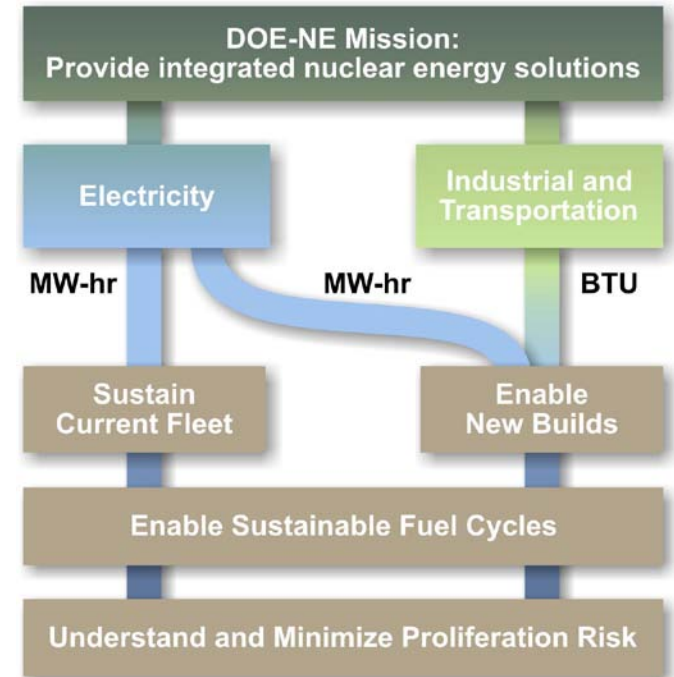 DOE-NE Mission:
Provide integrated nuclear energy solutions
Electricity
Industrial and
Transportation
MW-hr
MW-hr
BTU
Sustain
Current Fleet
Enable
New Builds
Enable Sustainable Fuel Cycles
Understand and Minimize Proliferation Risk